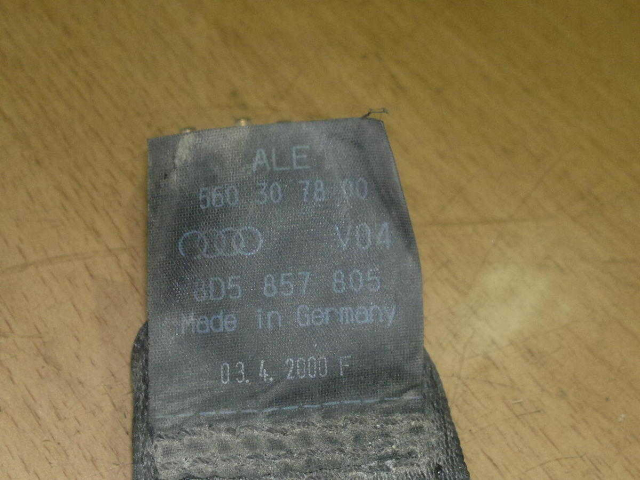 ALE
560 30 78 00
V04
8D5 857 805
Made in Germany
03.4.2000 F